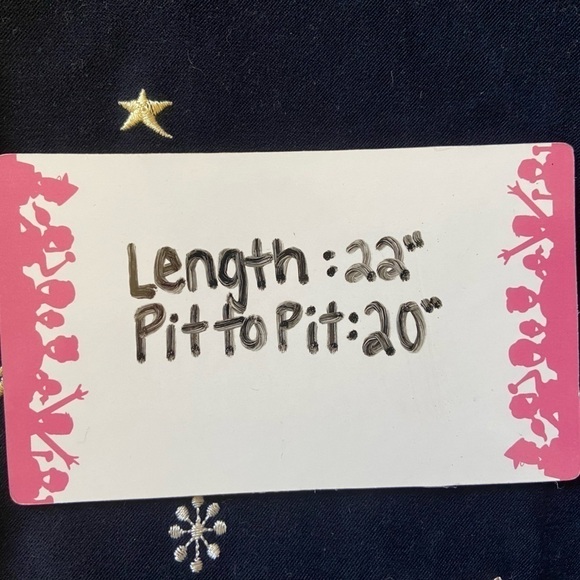 Length : 22"
Pit to Pit: 20"